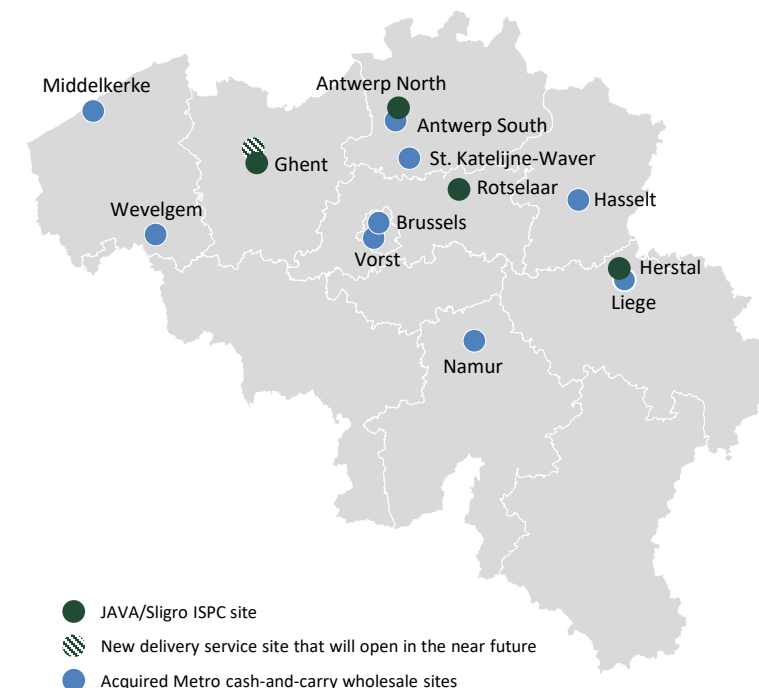 Middelkerke
Antwerp North
Antwerp South
St. Katelijne-Waver
Ghent
Rotselaar
Hasselt
Wevelgem
Brussels
Vorst
Herstal
Liege
Namur
JAVA/Sligro ISPC site
New delivery service site that will open in the near future
Acquired Metro cash-and-carry wholesale sites